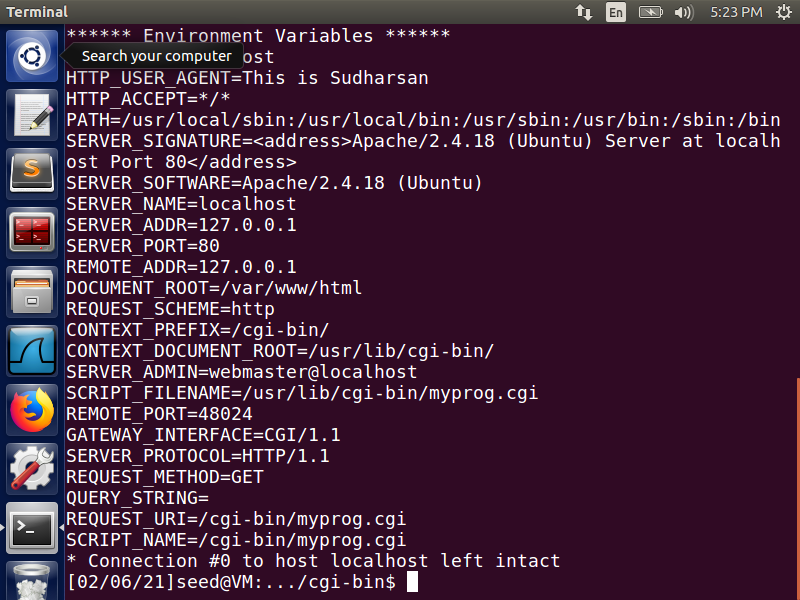 Terminal
En
5:23 PM
****** Environment Variables ******
Search your computer
ost
HTTP_USER_AGENT=This is Sudharsan
HTTP_ACCEPT=*/*
PATH=/usr/local/sbin:/usr/local/bin:/usr/sbin:/usr/bin:/sbin:/bin
SERVER_SIGNATURE=<address>Apache/2.4.18 (Ubuntu) Server at localh
ost Port 80</address>
SERVER_SOFTWARE=Apache/2.4.18 (Ubuntu)
SERVER_NAME=localhost
SERVER_ADDR=127.0.0.1
SERVER_PORT=80
REMOTE_ADDR=127.0.0.1
DOCUMENT_ROOT=/var/www/html
REQUEST_SCHEME=http
CONTEXT_PREFIX=/cgi-bin/
CONTEXT_DOCUMENT_ROOT=/usr/lib/cgi-bin/
SERVER_ADMIN=webmaster@localhost
SCRIPT_FILENAME=/usr/lib/cgi-bin/myprog.cgi
REMOTE_PORT=48024
GATEWAY_INTERFACE=CGI/1.1
SERVER_PROTOCOL=HTTP/1.1
REQUEST_METHOD=GET
QUERY_STRING=
REQUEST_URI=/cgi-bin/myprog.cgi
SCRIPT_NAME=/cgi-bin/myprog.cgi
* Connection #0 to host localhost left intact
[02/06/21]seed@VM:.../cgi-bin$